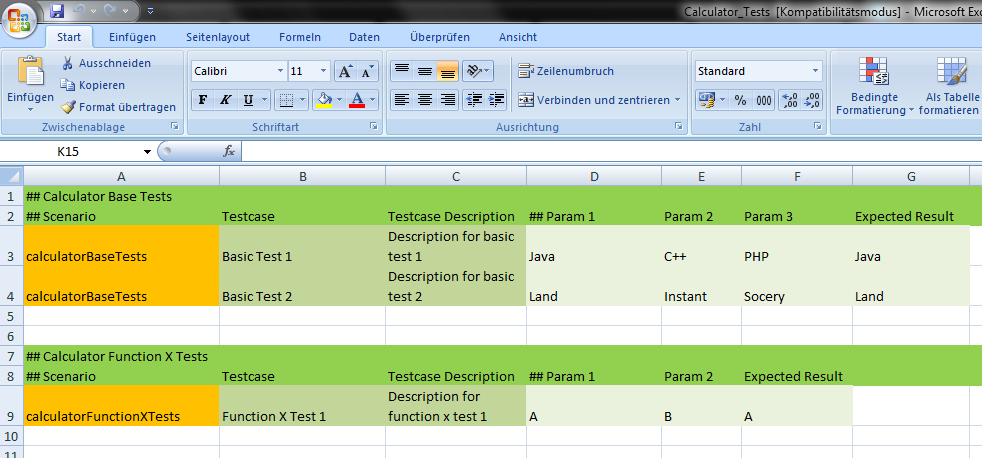 Calculator_Tests [Kompatibilitätsmodus] - Microsoft Exc
Start Einfügen Seitenlayout Formeln Daten Überprüfen Ansicht
Einfügen
Ausschneiden
Kopieren
Format übertragen
Zwischenablage
Calibri 11 A A
F K U A
Schriftart
Zeilenumbruch
Verbinden und zentrieren
Ausrichtung
Standard
% 000 ,00 ,00
Zahl
Bedingte
Formatierung
Als Tabelle
formatieren
K15 fx
A B C D E F G
1 ## Calculator Base Tests
2 ## Scenario Testcase Testcase Description ## Param 1 Param 2 Param 3 Expected Result
Description for basic
3 calculatorBaseTests Basic Test 1 test 1 Java C++ PHP Java
Description for basic
4 calculatorBaseTests Basic Test 2 test 2 Land Instant Socery Land
5
6
7 ## Calculator Function X Tests
8 ## Scenario Testcase Testcase Description ## Param 1 Param 2 Expected Result
Description for
9 calculatorFunctionXTests Function X Test 1 function x test 1 A B A
10
11